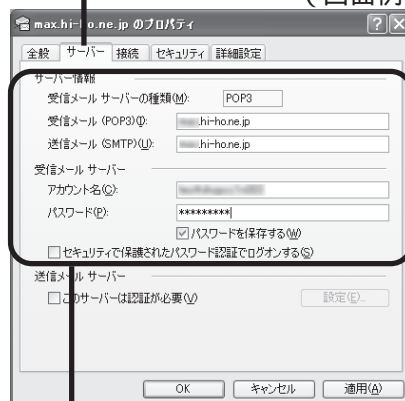 (画面例
max.hi-ho.ne.jp のプロパティ
全般 サーバー 接続 セキュリティ 詳細設定
サーバー情報
受信メール サーバーの種類(M): POP3
受信メール (POP3)(I): .hi-ho.ne.jp
送信メール (SMTP)(U): .hi-ho.ne.jp
受信メール サーバー
アカウント名(C):
パスワード(P): *********
パスワードを保存する(W)
セキュリティで保護されたパスワード認証でログオンする(S)
送信メール サーバー
このサーバーは認証が必要(V) 設定(E)...
OK キャンセル 適用(A)